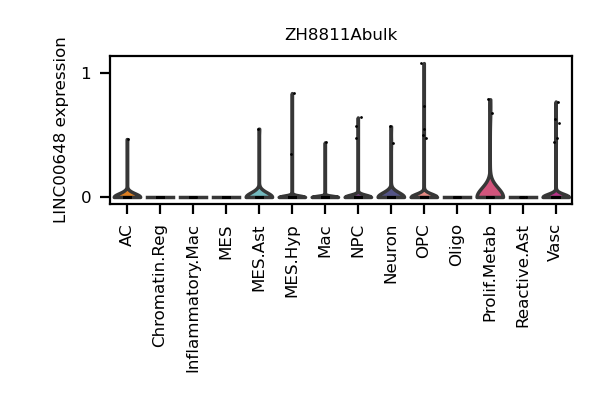 ZH8811Abulk
LINC00648 expression
1
0
AC
Chromatin.Reg
Inflammatory.Mac
MES
MES.Ast
MES.Hyp
Mac
NPC
Neuron
OPC
Oligo
Prolif.Metab
Reactive.Ast
Vasc